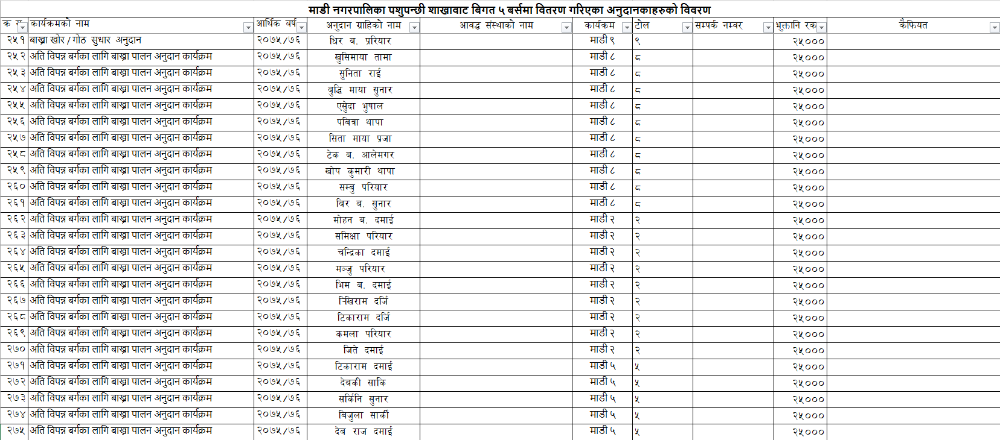 माडी नगरपालिका पशुपन्छी शाखावाट बिगत ५ बर्समा वितरण गरिएका अनुदानकाहरुको विवरण
क्र कार्यक्रमको नाम आर्थिक बर्ष अनुदान ग्राहिको नाम आवद्ध संस्थाको नाम कार्यक्रम टोल सम्पर्क नम्वर भुक्तानि रक कैफियत
२५१ बाख्रा खोर / गोठ सुधार अनुदान २०७५/७६ धिर ब. प्ररियार माडी ९ ९ २५०००
२५२ अति विपन्न बर्गका लागि बाख्रा पालन अनुदान कार्यक्रम २०७५/७६ खुसिमाया तामा माडी ८ ८ २५०००
२५३ अति विपन्न बर्गका लागि बाख्रा पालन अनुदान कार्यक्रम २०७५/७६ सुनिता राई माडी ८ ८ २५०००
२५४ अति विपन्न बर्गका लागि बाख्रा पालन अनुदान कार्यक्रम २०७५/७६ बुद्धि माया सुनार माडी ८ ८ २५०००
२५५ अति विपन्न बर्गका लागि बाख्रा पालन अनुदान कार्यक्रम २०७५/७६ एसुेदा भुषाल माडी ८ ८ २५०००
२५६ अति विपन्न बर्गका लागि बाख्रा पालन अनुदान कार्यक्रम २०७५/७६ पबित्रा थापा माडी ८ ८ २५०००
२५७ अति विपन्न बर्गका लागि बाख्रा पालन अनुदान कार्यक्रम २०७५/७६ सिता माया प्रजा माडी ८ ८ २५०००
२५८ अति विपन्न बर्गका लागि बाख्रा पालन अनुदान कार्यक्रम २०७५/७६ टेक ब. आलेमगर माडी ८ ८ २५०००
२५९ अति विपन्न बर्गका लागि बाख्रा पालन अनुदान कार्यक्रम २०७५/७६ खोप कुमारी थापा माडी ८ ८ २५०००
२६० अति विपन्न बर्गका लागि बाख्रा पालन अनुदान कार्यक्रम २०७५/७६ सम्बु परियार माडी ८ ८ २५०००
२६१ अति विपन्न बर्गका लागि बाख्रा पालन अनुदान कार्यक्रम २०७५/७६ बिर ब. सुनार माडी ८ ८ २५०००
२६२ अति विपन्न बर्गका लागि बाख्रा पालन अनुदान कार्यक्रम २०७५/७६ मोहन ब. दमाई माडी २ २ २५०००
२६३ अति विपन्न बर्गका लागि बाख्रा पालन अनुदान कार्यक्रम २०७५/७६ समिक्षा परियार माडी २ २ २५०००
२६४ अति विपन्न बर्गका लागि बाख्रा पालन अनुदान कार्यक्रम २०७५/७६ चन्द्रिका दमाई माडी २ २ २५०००
२६५ अति विपन्न बर्गका लागि बाख्रा पालन अनुदान कार्यक्रम २०७५/७६ मञ्जु परियार माडी २ २ २५०००
२६६ अति विपन्न बर्गका लागि बाख्रा पालन अनुदान कार्यक्रम २०७५/७६ भिम ब. दमाई माडी २ २ २५०००
२६७ अति विपन्न बर्गका लागि बाख्रा पालन अनुदान कार्यक्रम २०७५/७६ दर्जि माडी २ २ २५०००
२६८ अति विपन्न बर्गका लागि बाख्रा पालन अनुदान कार्यक्रम २०७५/७६ टिकाराम दर्जि माडी २ २ २५०००
२६९ अति विपन्न बर्गका लागि बाख्रा पालन अनुदान कार्यक्रम २०७५/७६ कमला परियार माडी २ २ २५०००
२७० अति विपन्न बर्गका लागि बाख्रा पालन अनुदान कार्यक्रम २०७५/७६ जिते दमाई माडी २ २ २५०००
२७१ अति विपन्न बर्गका लागि बाख्रा पालन अनुदान कार्यक्रम २०७५/७६ टिकाराम दमाई माडी ५ ५ २५०००
२७२ अति विपन्न बर्गका लागि बाख्रा पालन अनुदान कार्यक्रम २०७५/७६ देबकी सार्कि माडी ५ ५ २५०००
२७३ अति विपन्न बर्गका लागि बाख्रा पालन अनुदान कार्यक्रम २०७५/७६ सर्किनि सुनार माडी ५ ५ २५०००
२७४ अति विपन्न बर्गका लागि बाख्रा पालन अनुदान कार्यक्रम २०७५/७६ बिजुला सार्की माडी ५ ५ २५०००
२७५ अति विपन्न बर्गका लागि बाख्रा पालन अनुदान कार्यक्रम २०७५/७६ देब राज दमाई माडी ५ ५ २५०००